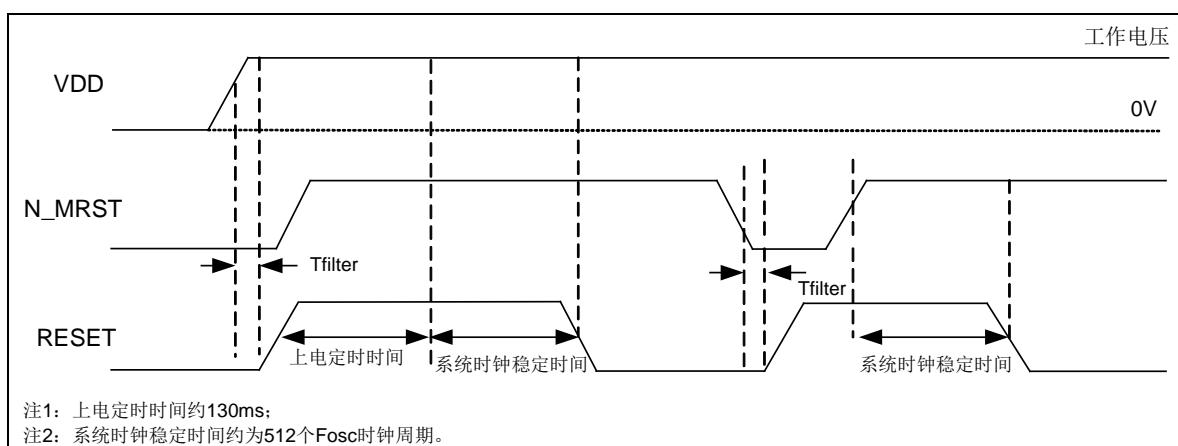 工作电压
VDD
0V
N_MRST
Tfilter
Tfilter
RESET
上电定时时间
系统时钟稳定时间
系统时钟稳定时间
注1：上电定时时间约130ms；
注2：系统时钟稳定时间约为512个Fosc时钟周期。